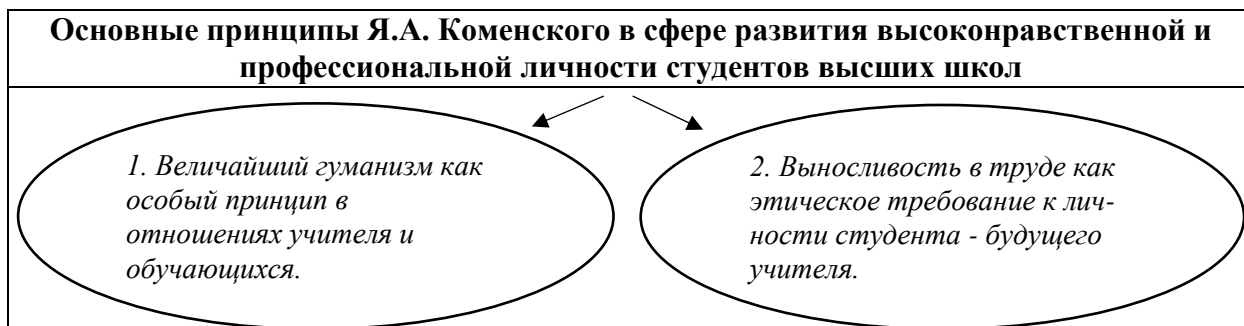 Основные принципы Я.А. Коменского в сфере развития высоконравственной и
профессиональной личности студентов высших школ
1. Величайший гуманизм как
особый принцип в
отношениях учителя и
обучающихся.
2. Выносливость в труде как
этическое требование к лич-
ности студента - будущего
учителя.